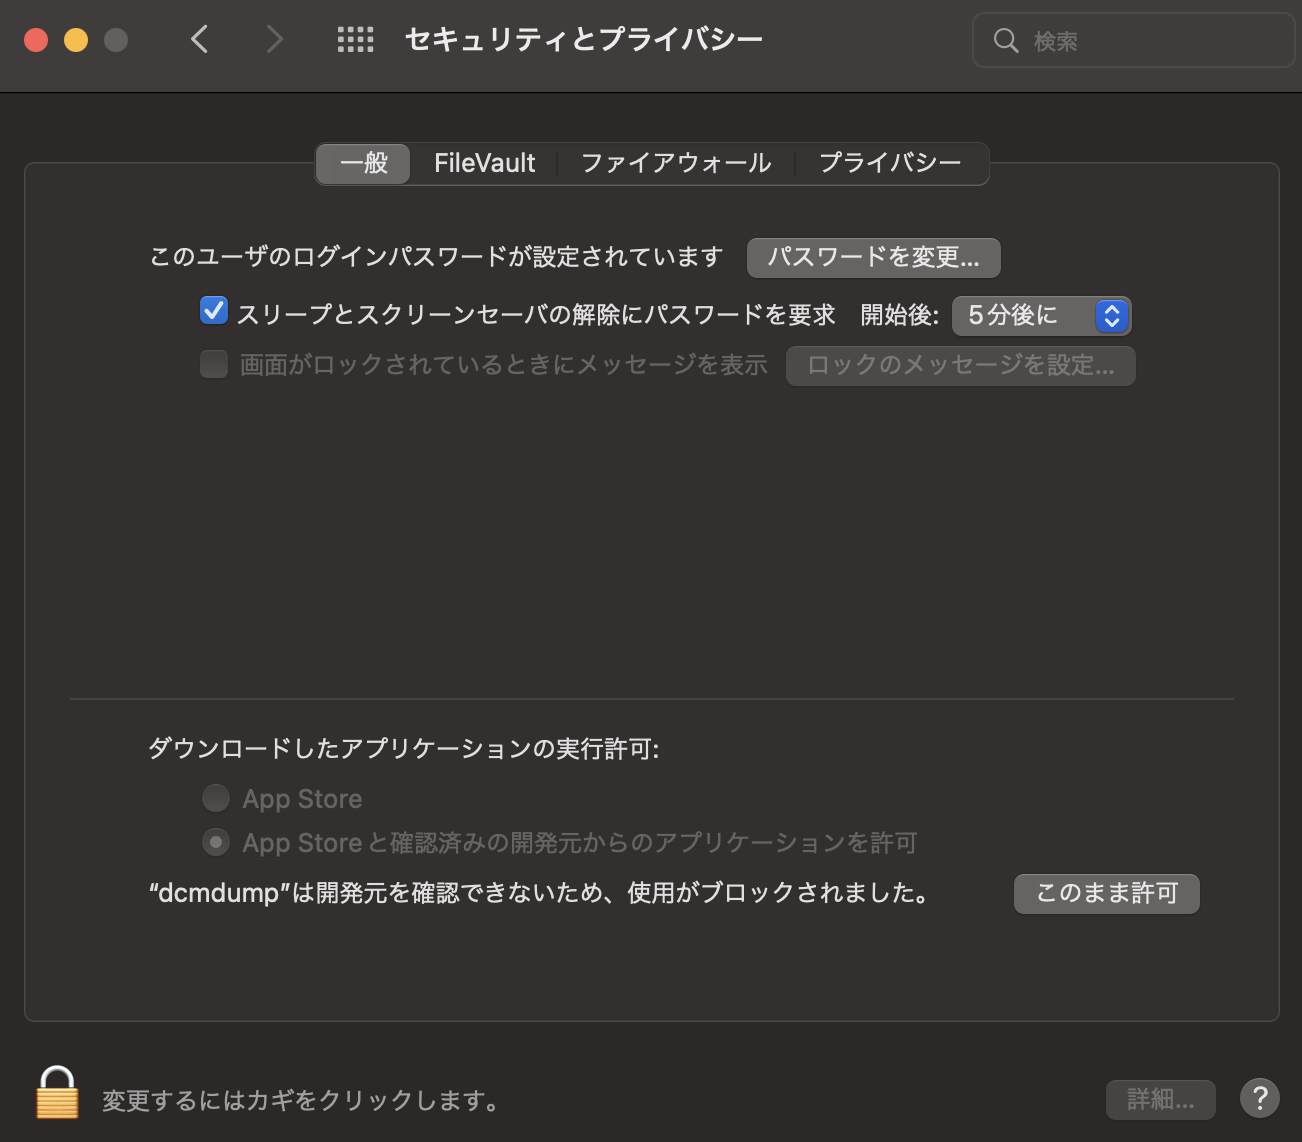 セキュリティとプライバシー
検索
一般 FileVault ファイアウォール プライバシー
このユーザのログインパスワードが設定されています パスワードを変更...
スリープとスクリーンセーバの解除にパスワードを要求 開始後: 5分後に
画面がロックされているときにメッセージを表示 ロックのメッセージを設定...
ダウンロードしたアプリケーションの実行許可:
App Store
App Storeと確認済みの開発元からのアプリケーションを許可
“dcmdump”は開発元を確認できないため、使用がブロックされました。 このまま許可
変更するにはカギをクリックします。 詳細... ?